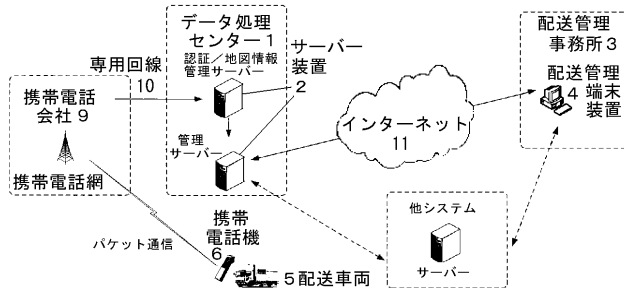 データ処理
センター1
認証／地図情報
管理サーバー
サーバー
装置
2
配送管理
事務所3
配送管理
4 端末
装置
専用回線
10
携帯電話
会社9
携帯電話網
管理
サーバー
インターネット
11
他システム
サーバー
パケット通信
携帯
電話機
6
5配送車両